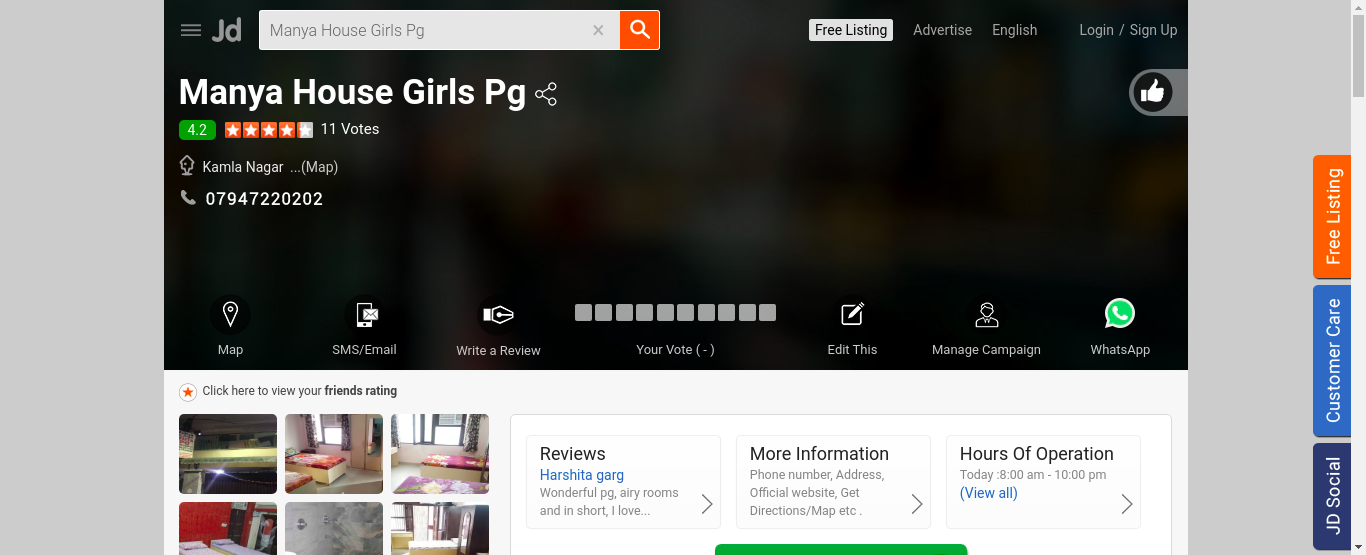 Jd
Manya House Girls Pg
Free Listing
Advertise
English
Login / Sign Up
Manya House Girls Pg
4.2
11 Votes
Kamla Nagar ...(Map)
07947220202
Map
SMS/Email
Write a Review
Your Vote ( - )
Edit This
Manage Campaign
WhatsApp
Click here to view your friends rating
Reviews
Harshita garg
Wonderful pg, airy rooms
and in short, I love...
More Information
Phone number, Address,
Official website, Get
Directions/Map etc .
Hours Of Operation
Today :8:00 am - 10:00 pm
(View all)
Free Listing
Customer Care
JD Social